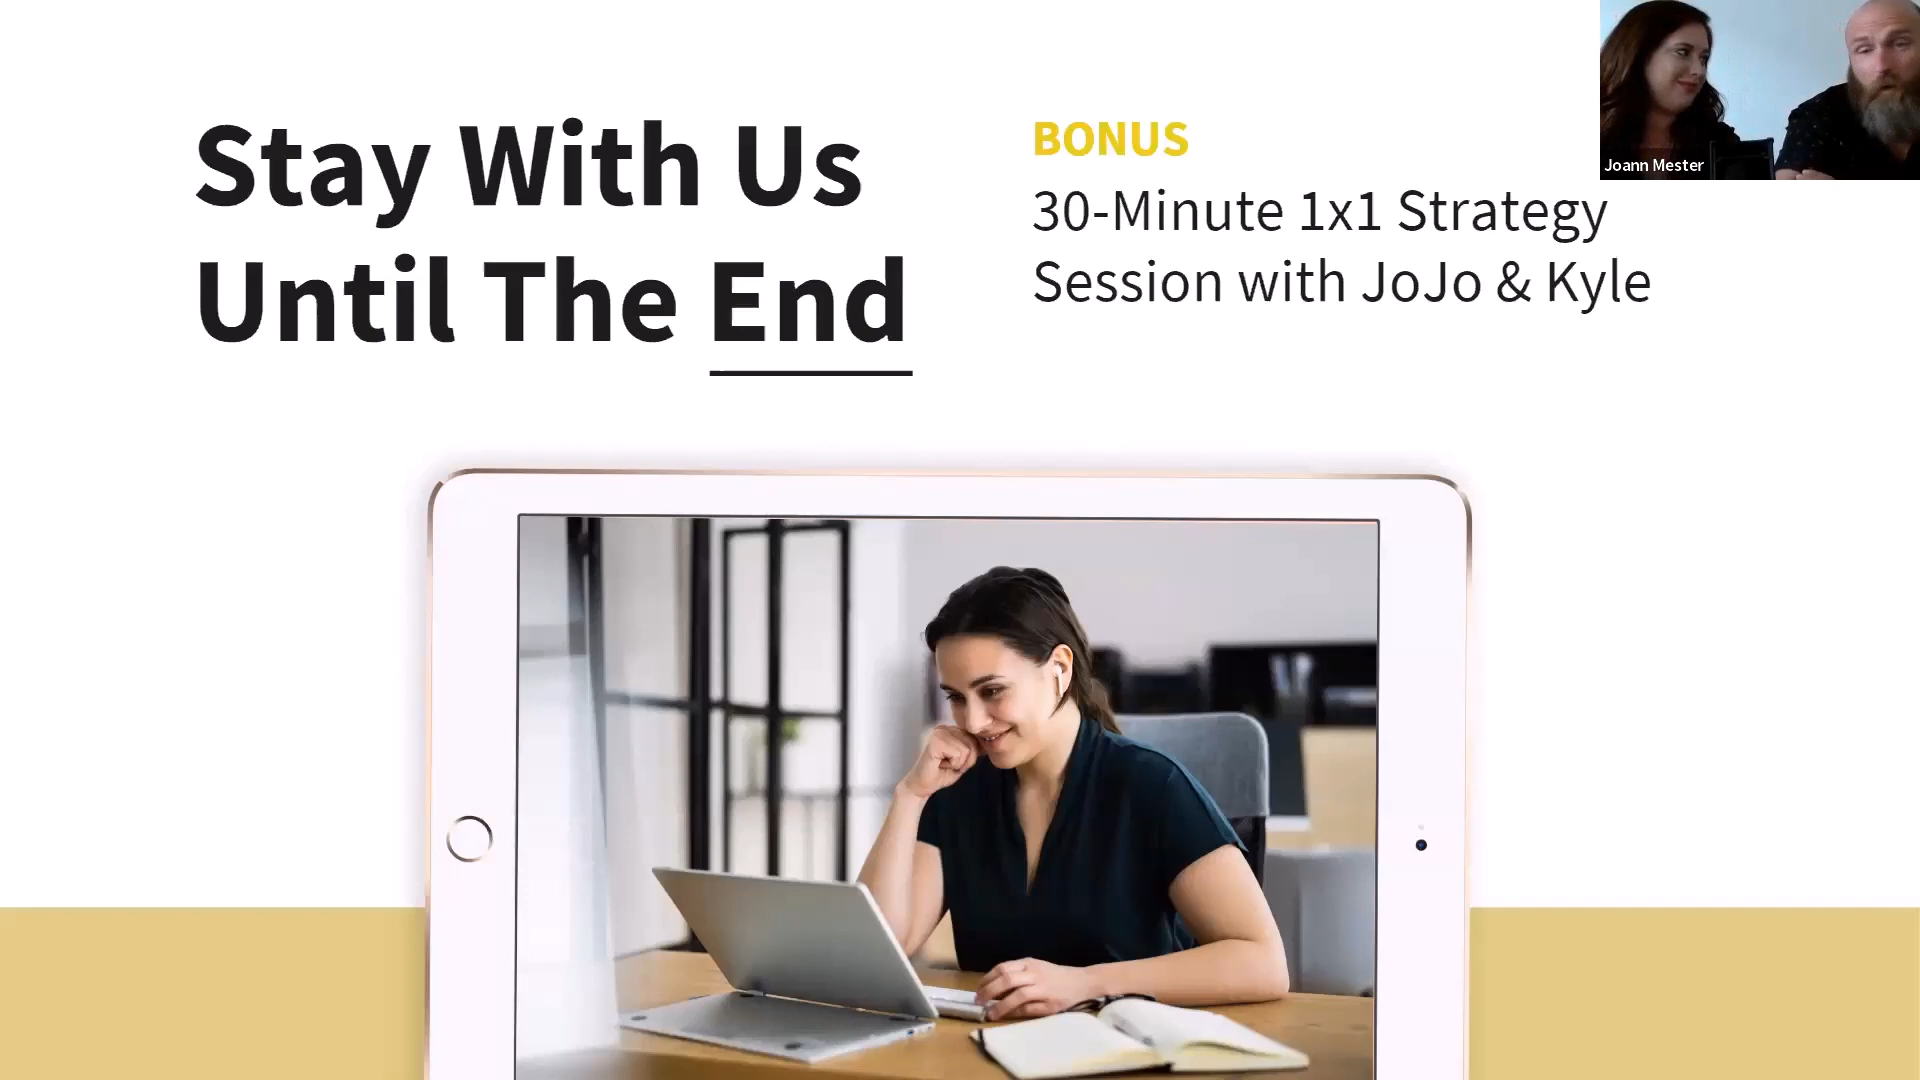 Stay With Us
Until The End
BONUS
30-Minute 1x1 Strategy
Session with JoJo & Kyle
Joann Mester